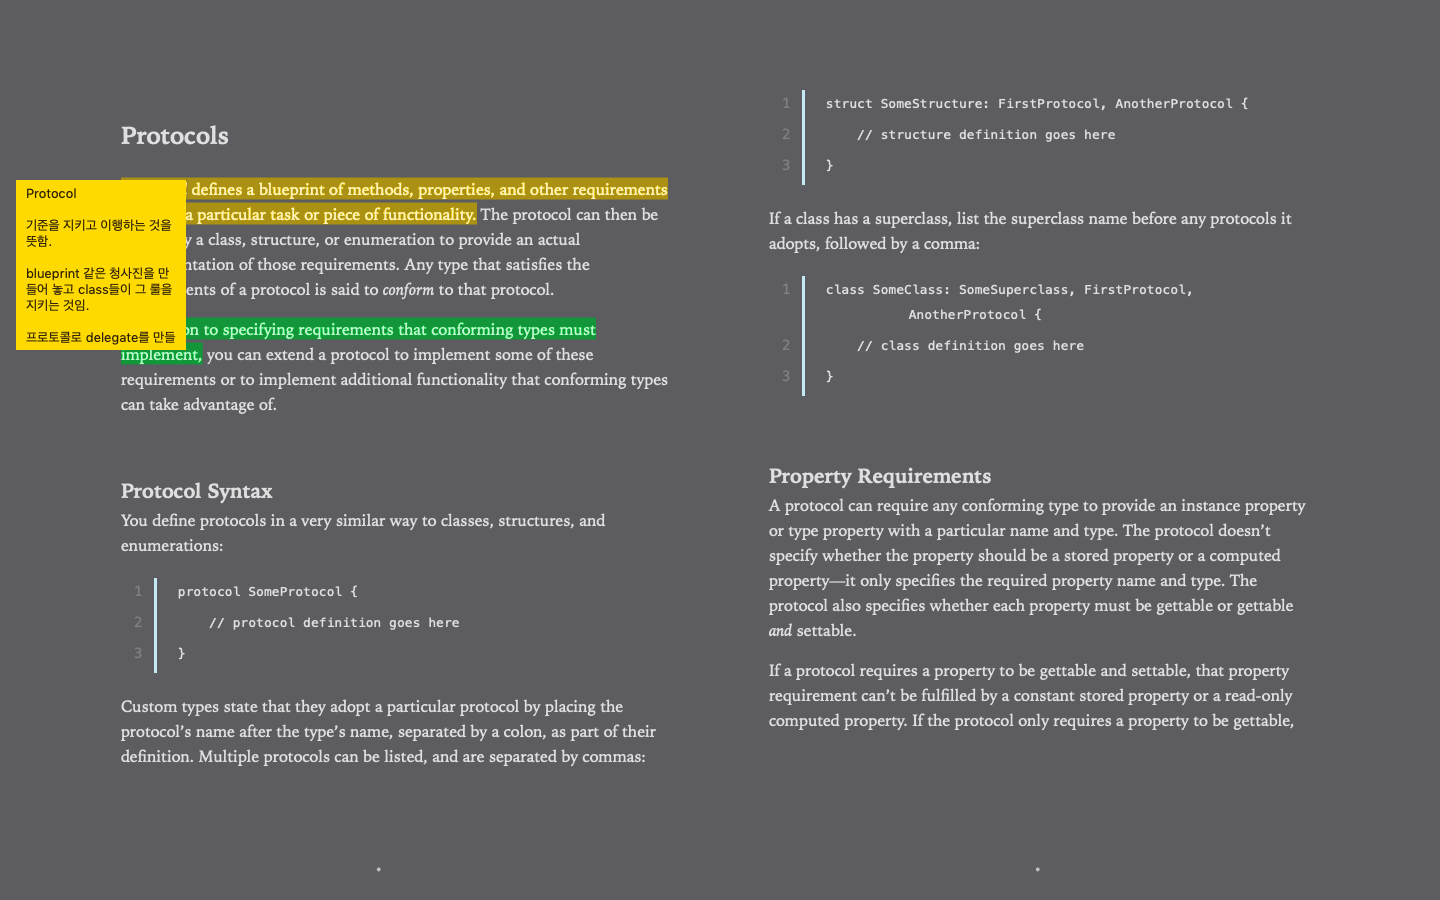 Protocols
defines a blueprint of methods, properties, and other requirements
a particular task or piece of functionality. The protocol can then be
a class, structure, or enumeration to provide an actual
of those requirements. Any type that satisfies the
of a protocol is said to conform to that protocol.
to specifying requirements that conforming types must
implement, you can extend a protocol to implement some of these
requirements or to implement additional functionality that conforming types
can take advantage of.
Protocol
기준을 지키고 이행하는 것을
뜻함.
blueprint 같은 청사진을 만
들어 놓고 class들이 그 룰을
지키는 것임.
프로토콜로 delegate를 만들
Protocol Syntax
You define protocols in a very similar way to classes, structures, and
enumerations:
1 protocol SomeProtocol {
2 // protocol definition goes here
3 }
Custom types state that they adopt a particular protocol by placing the
protocol’s name after the type’s name, separated by a colon, as part of their
definition. Multiple protocols can be listed, and are separated by commas:
1 struct SomeStructure: FirstProtocol, AnotherProtocol {
2 // structure definition goes here
3 }
If a class has a superclass, list the superclass name before any protocols it
adopts, followed by a comma:
1 class SomeClass: SomeSuperclass, FirstProtocol,
AnotherProtocol {
2 // class definition goes here
3 }
Property Requirements
A protocol can require any conforming type to provide an instance property
or type property with a particular name and type. The protocol doesn’t
specify whether the property should be a stored property or a computed
property—it only specifies the required property name and type. The
protocol also specifies whether each property must be gettable or gettable
and settable.
If a protocol requires a property to be gettable and settable, that property
requirement can’t be fulfilled by a constant stored property or a read-only
computed property. If the protocol only requires a property to be gettable,